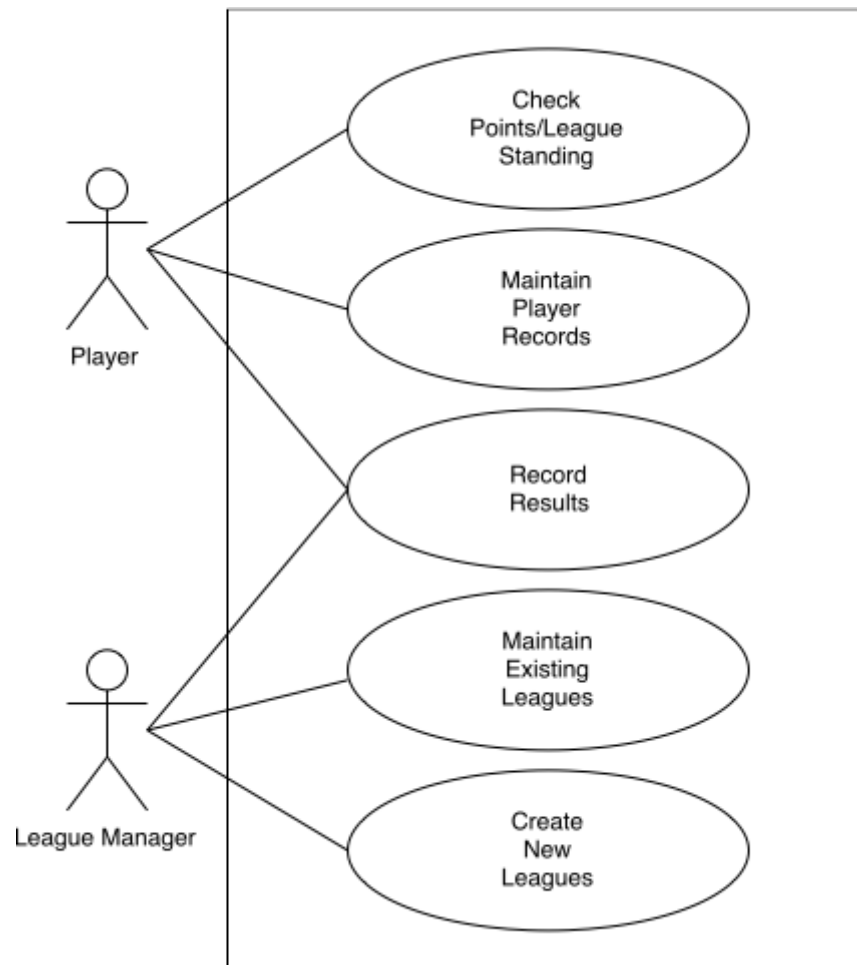 Check
Points/League
Standing
Maintain
Player
Records
Player
Record
Results
Maintain
Existing
Leagues
League Manager
Create
New
Leagues